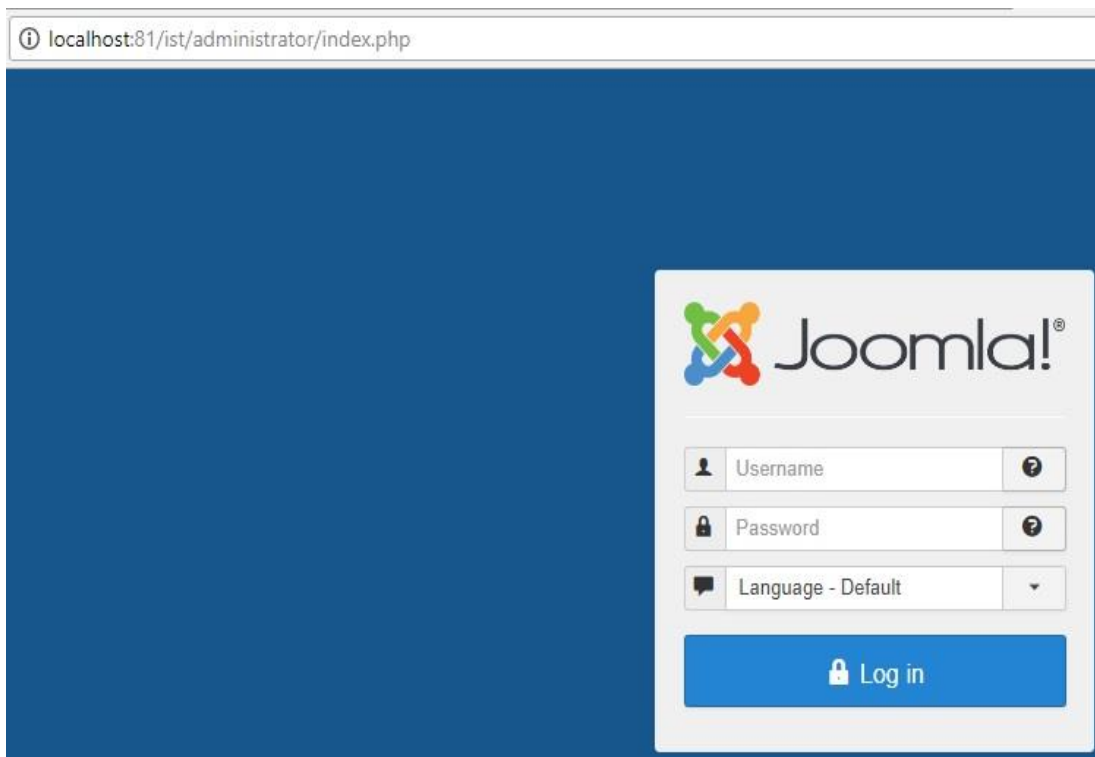 localhost:81/ist/administrator/index.php
Joomla!®
Username
Password
Language - Default
Log in